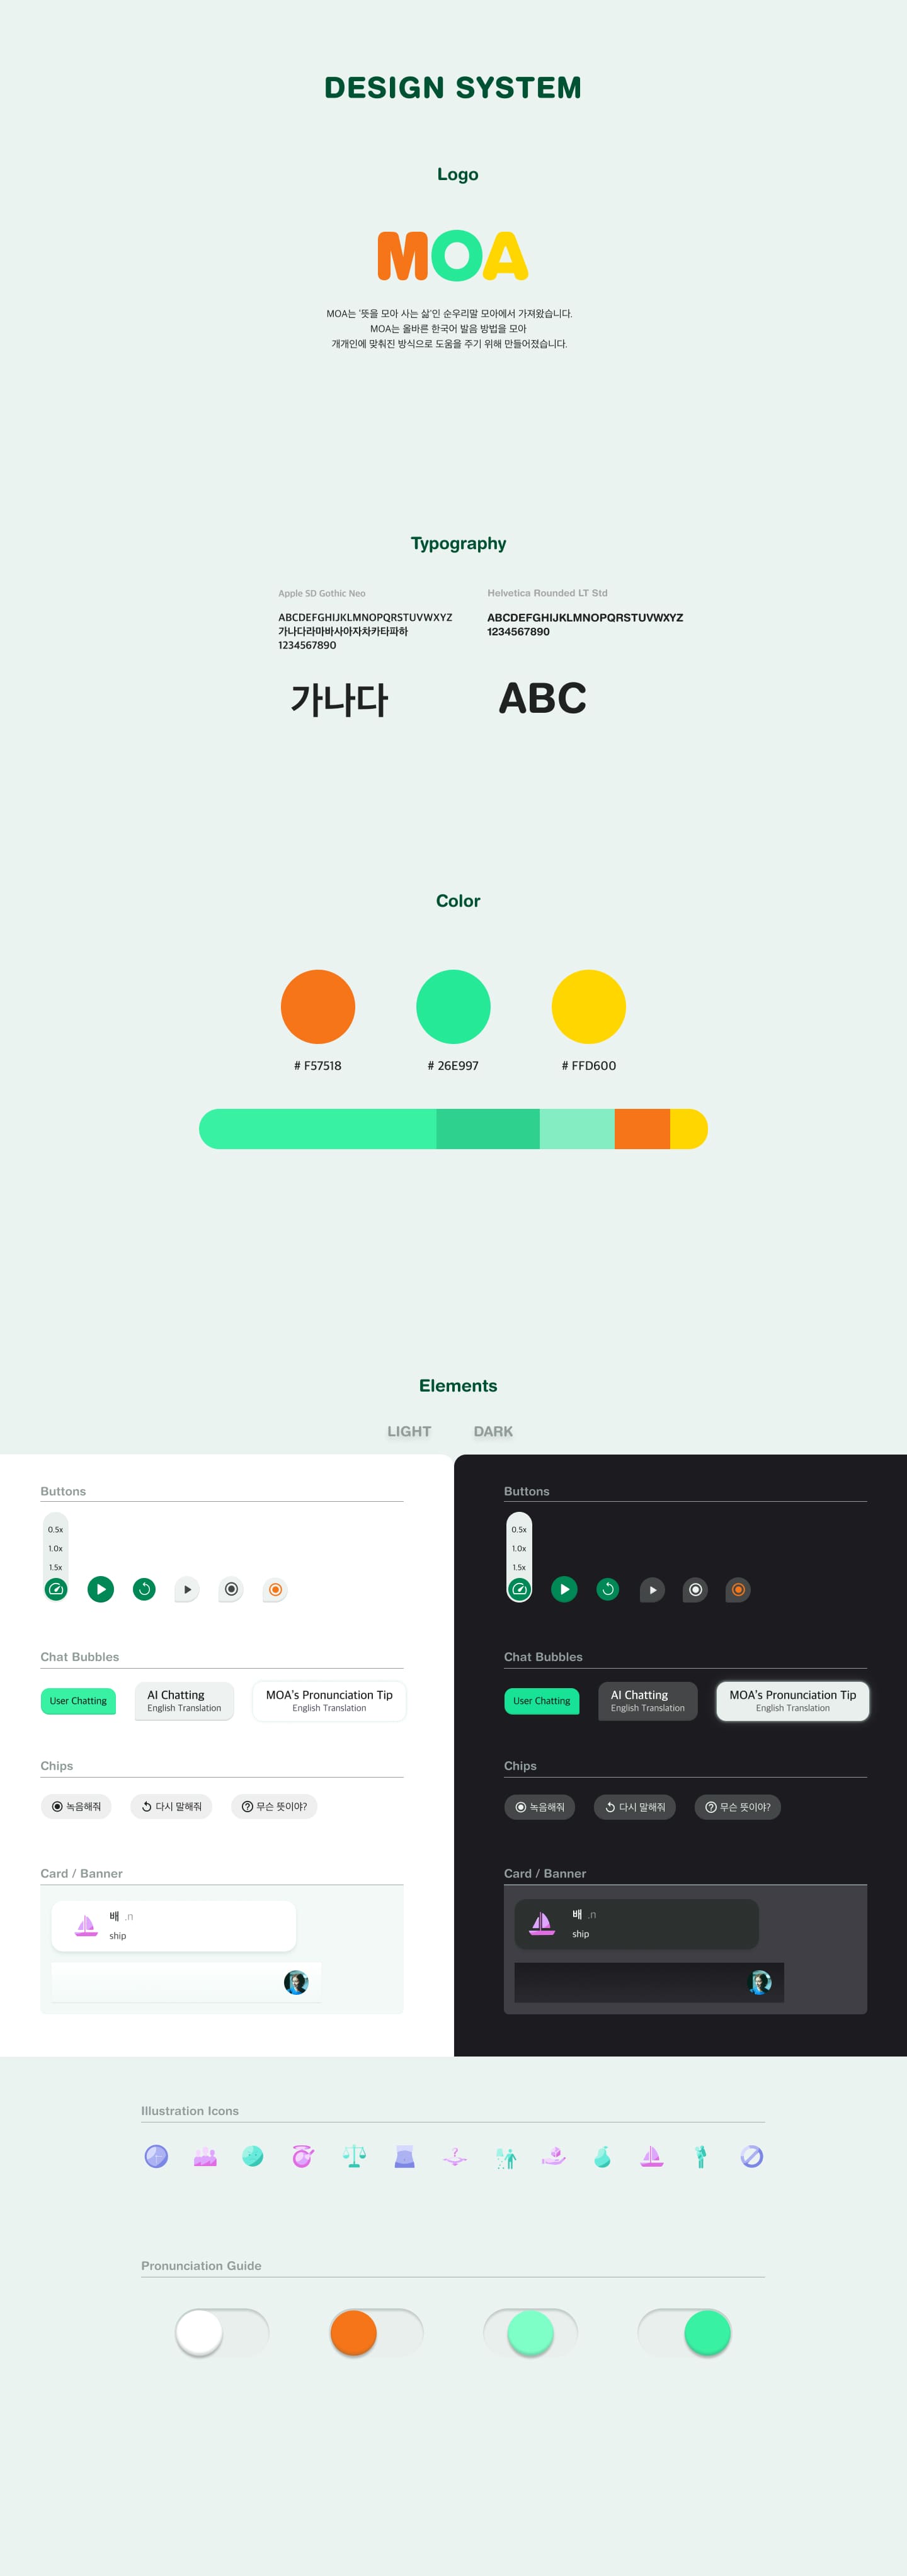 DESIGN SYSTEM
Logo
MOA
MOA는 '뜻을 모아 사는 삶'인 순우리말 모아에서 가져왔습니다.
MOA는 올바른 한국어 발음 방법을 모아
개개인에 맞춰진 방식으로 도움을 주기 위해 만들어졌습니다.
Typography
Apple SD Gothic Neo
ABCDEFGHIJKLMNOPQRSTUVWXYZ
가나다라마바사아자차카타파하
1234567890
가나다
Helvetica Rounded LT Std
ABCDEFGHIJKLMNOPQRSTUVWXYZ
1234567890
ABC
Color
# F57518
# 26E997
# FFD600
Elements
LIGHT
DARK
Buttons
0.5x
1.0x
1.5x
Chat Bubbles
User Chatting
AI Chatting
English Translation
MOA's Pronunciation Tip
English Translation
Chips
녹음해줘
다시 말해줘
무슨 뜻이야?
Card / Banner
배 .n
ship
Buttons
0.5x
1.0x
1.5x
Chat Bubbles
User Chatting
AI Chatting
English Translation
MOA's Pronunciation Tip
English Translation
Chips
녹음해줘
다시 말해줘
무슨 뜻이야?
Card / Banner
배 .n
ship
Illustration Icons
Pronunciation Guide